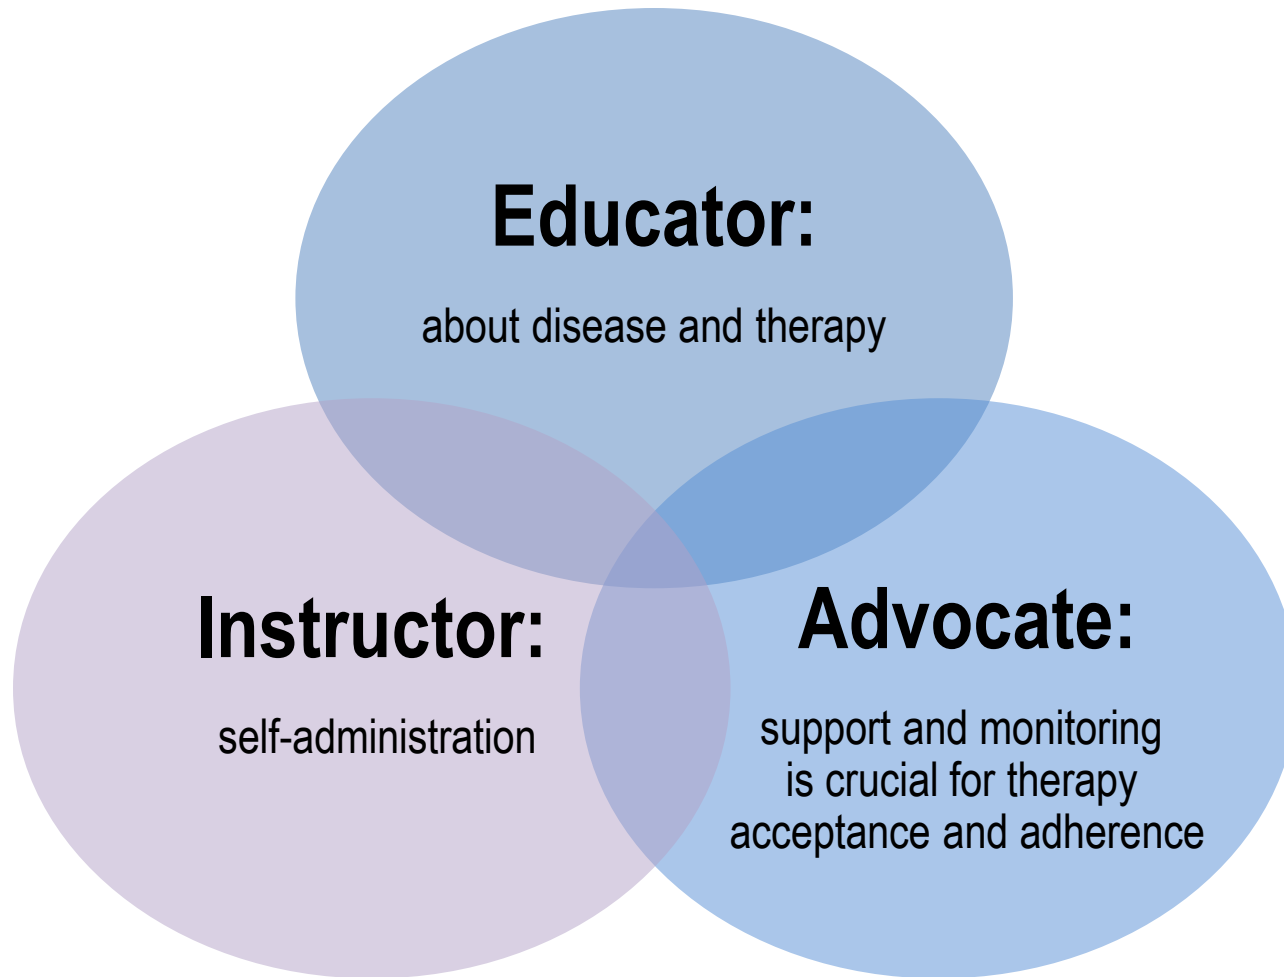 Educator:
about disease and therapy
Instructor:
self-administration
Advocate:
support and monitoring
is crucial for therapy
acceptance and adherence